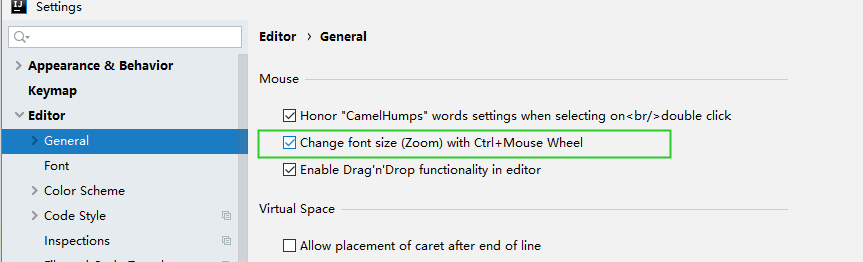 IJ Settings
Editor › General
Appearance & Behavior
Mouse
Keymap
Honor "CamelHumps" words settings when selecting on<br/>double click
Editor
General
Change font size (Zoom) with Ctrl+Mouse Wheel
Font
Enable Drag'n'Drop functionality in editor
Color Scheme
Code Style
Virtual Space
Inspections
Allow placement of caret after end of line